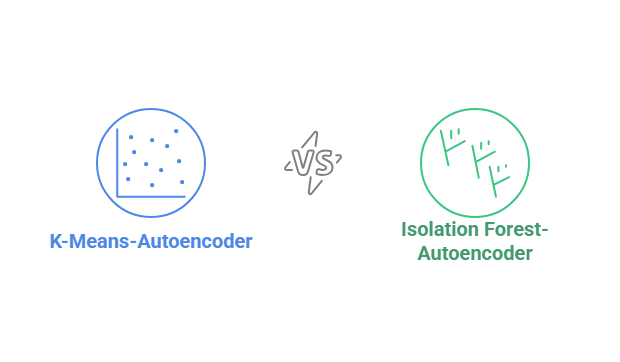 K-Means-Autoencoder
VS
Isolation Forest-
Autoencoder